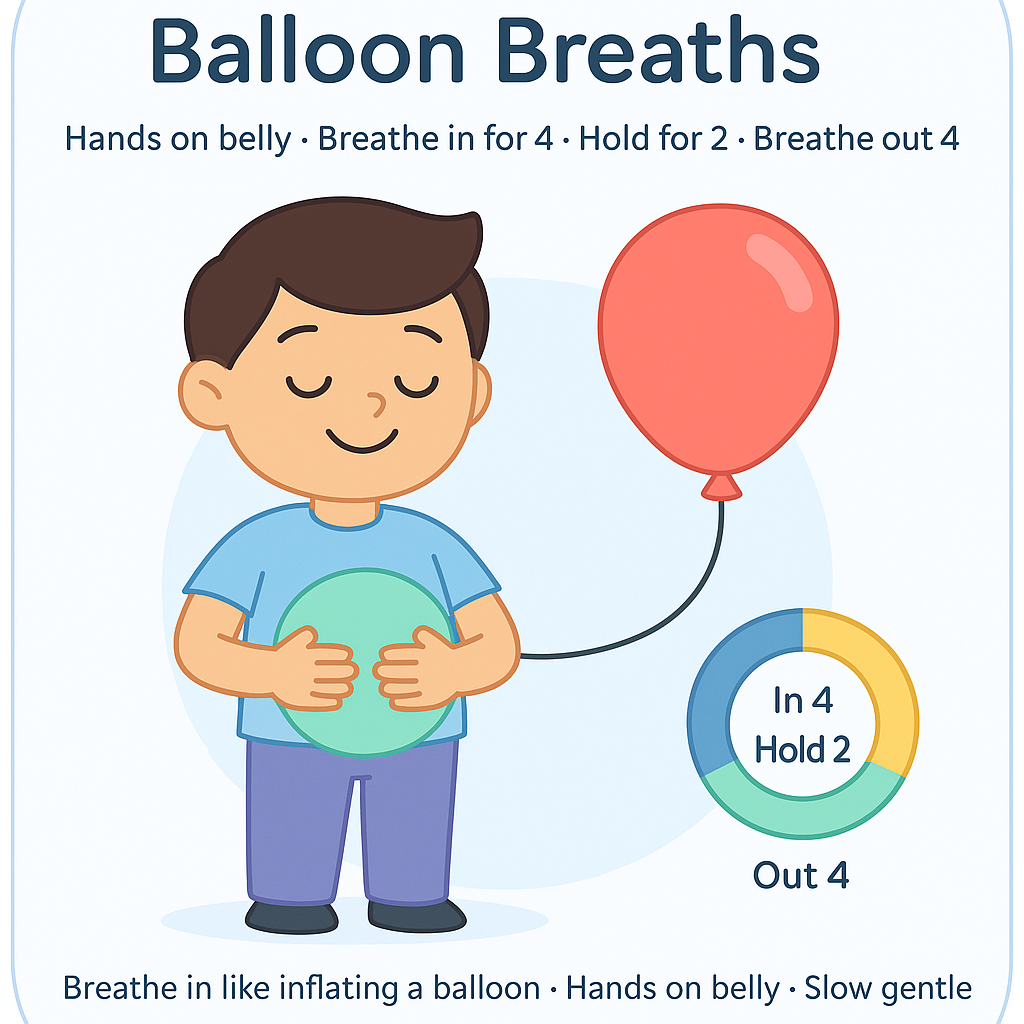 Balloon Breaths
Hands on belly · Breathe in for 4 · Hold for 2 · Breathe out 4
In 4
Hold 2
Out 4
Breathe in like inflating a balloon · Hands on belly · Slow gentle